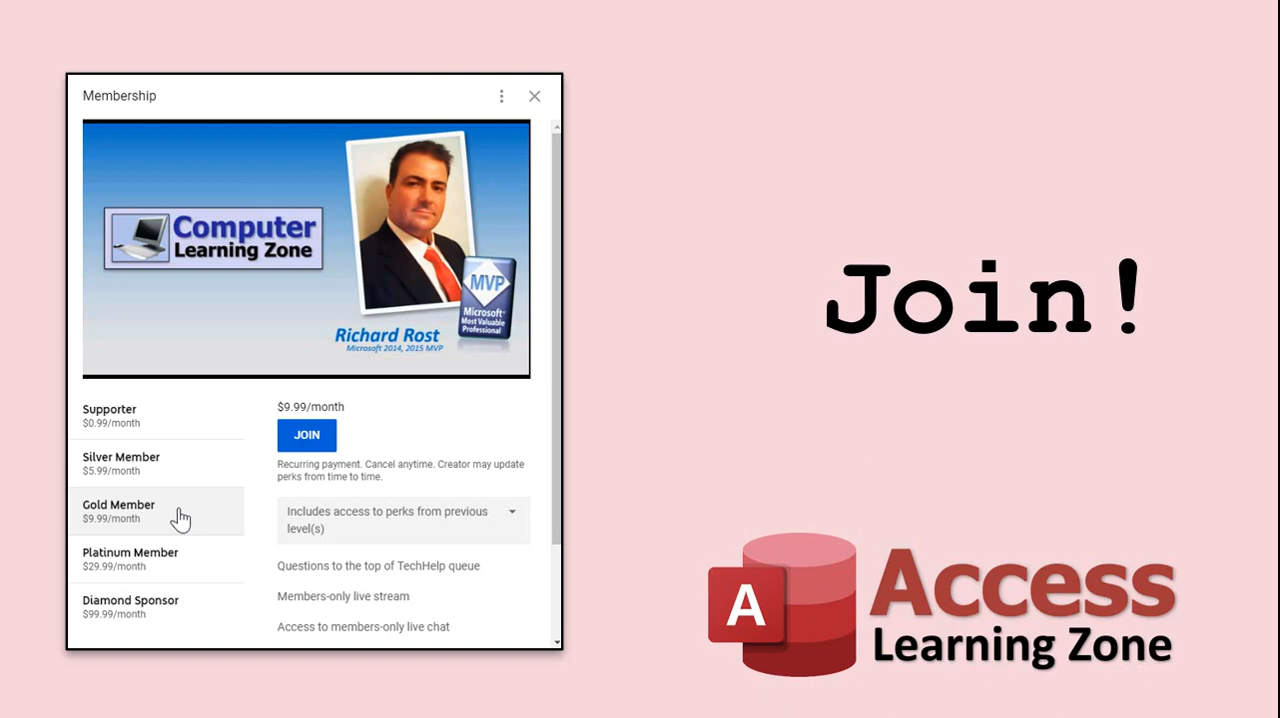 Membership
Computer
Learning Zone
MVP
Microsoft®
Most Valuable
Professional
Richard Rost
Microsoft 2014, 2015 MVP
Supporter
$0.99/month
Silver Member
$5.99/month
Gold Member
$9.99/month
Platinum Member
$29.99/month
Diamond Sponsor
$99.99/month
$9.99/month
JOIN
Recurring payment. Cancel anytime. Creator may update
perks from time to time.
Includes access to perks from previous
level(s)
Questions to the top of TechHelp queue
Members-only live stream
Access to members-only live chat
Join!
A
Access
Learning Zone